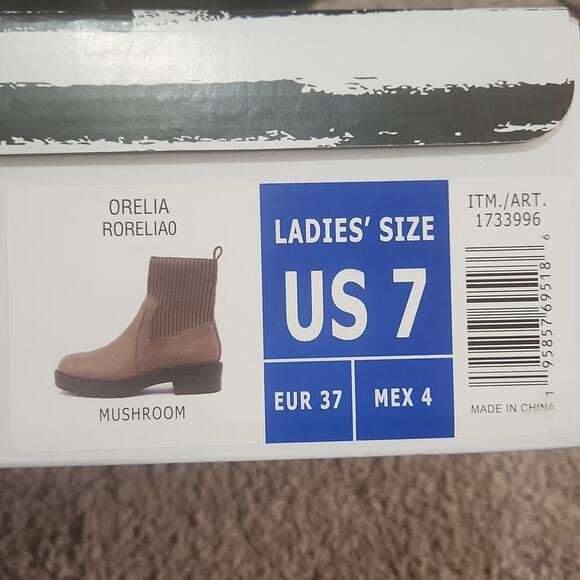 ORELIA
RORELIA0
MUSHROOM
LADIES' SIZE
US 7
EUR 37
MEX 4
ITM./ART.
1733996
1 95857 69518 6
MADE IN CHINA